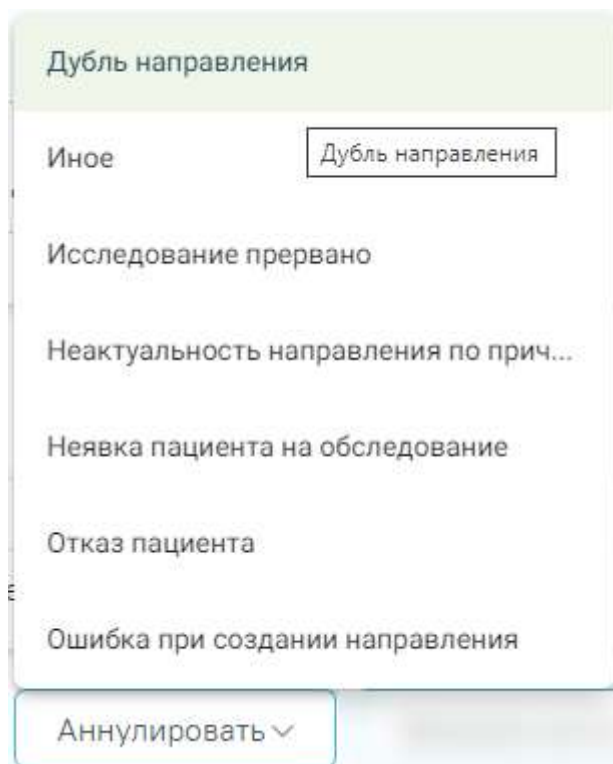 Дубль направления
Иное
Дубль направления
Исследование прервано
Неактуальность направления по прич...
Неявка пациента на обследование
Отказ пациента
Ошибка при создании направления
Аннулировать